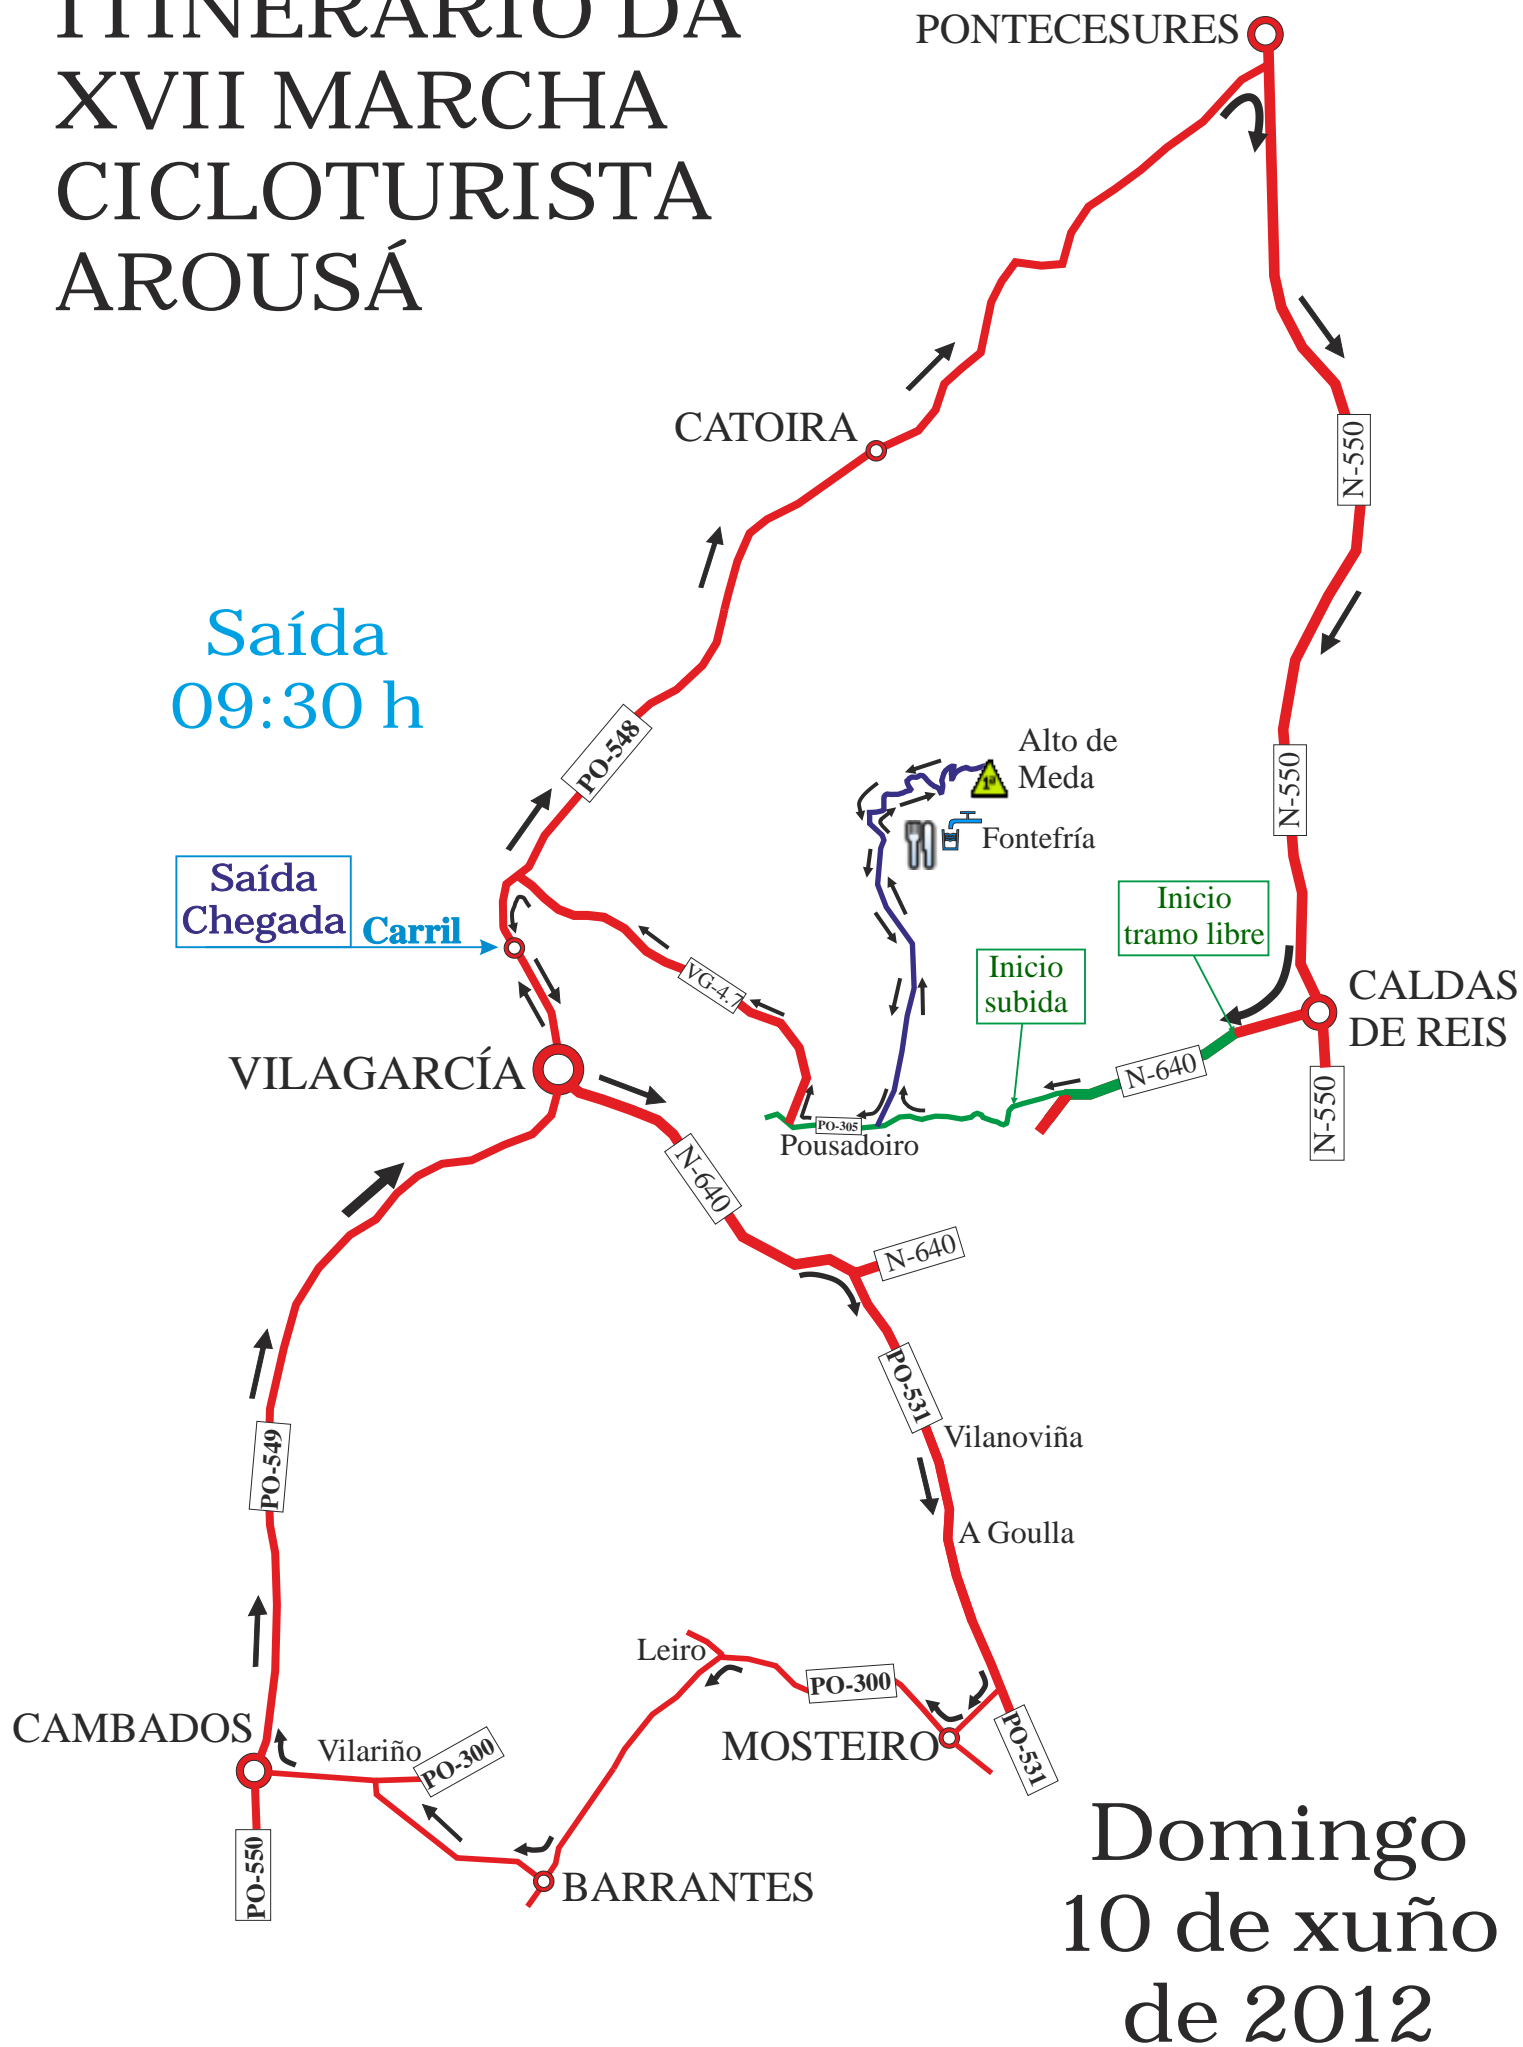 ITINERARIO DA
XVII MARCHA
CICLOTURISTA
AROUSÁ
PONTECESURES
CATOIRA
N-550
Saída
09:30 h
PO-548
Alto de
Meda
1ª
Fontefría
N-550
Saída
Chegada
Carril
Inicio
tramo libre
Inicio
subida
VG-4.7
CALDAS
DE REIS
VILAGARCÍA
N-640
N-550
PO-305
Pousadoiro
N-640
N-640
PO-531
Vilanoviña
PO-549
A Goulla
Leiro
PO-300
MOSTEIRO
PO-531
CAMBADOS
Vilariño
PO-300
PO-550
BARRANTES
Domingo
10 de xuño
de 2012